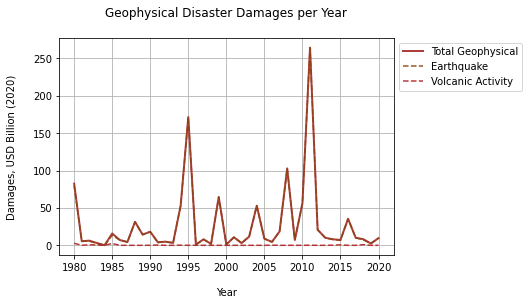 Geophysical Disaster Damages per Year
Total Geophysical
Earthquake
Volcanic Activity
Damages, USD Billion (2020)
250
200
150
100
50
0
1980 1985 1990 1995 2000 2005 2010 2015 2020
Year